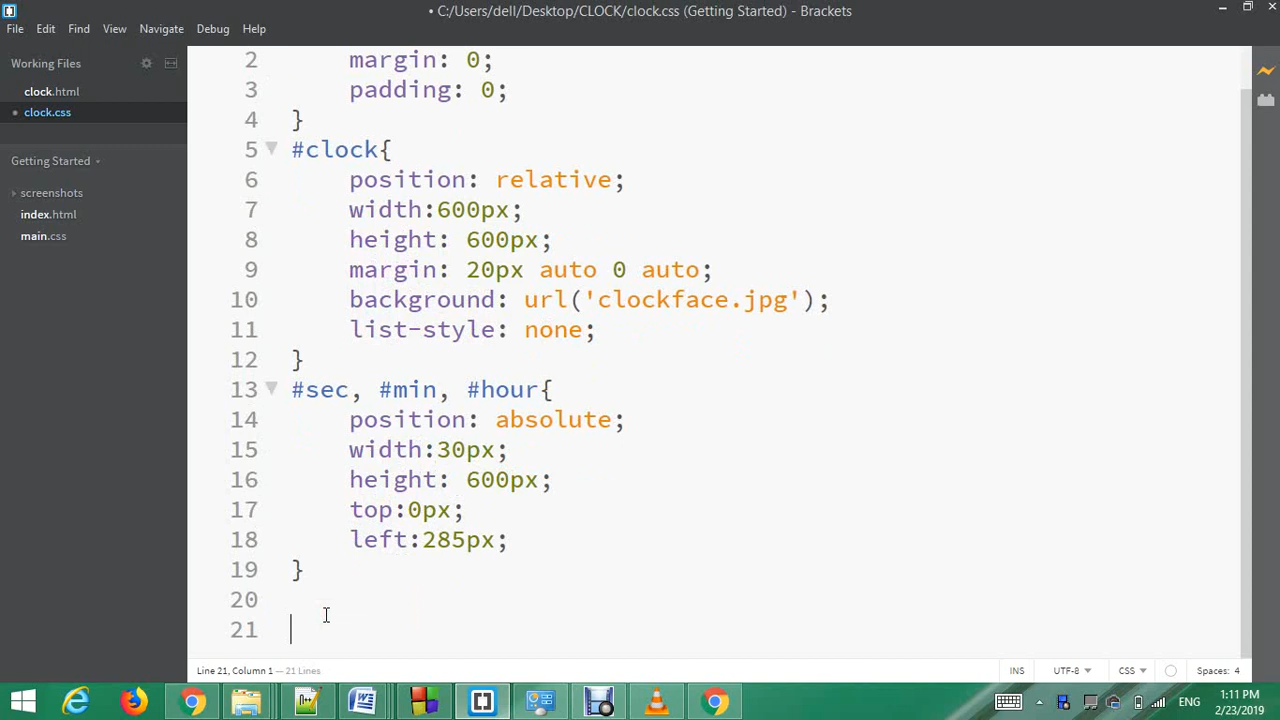 • C:/Users/dell/Desktop/CLOCK/clock.css (Getting Started) - Brackets
File Edit Find View Navigate Debug Help
Working Files
clock.html
clock.css
Getting Started
screenshots
index.html
main.css
2 margin: 0;
3 padding: 0;
4 }
5 #clock{
6 position: relative;
7 width:600px;
8 height: 600px;
9 margin: 20px auto 0 auto;
10 background: url('clockface.jpg');
11 list-style: none;
12 }
13 #sec, #min, #hour{
14 position: absolute;
15 width:30px;
16 height: 600px;
17 top:0px;
18 left:285px;
19 }
20
21
Line 21, Column 1 — 21 Lines
INS UTF-8 CSS Spaces: 4
ENG
1:11 PM
2/23/2019